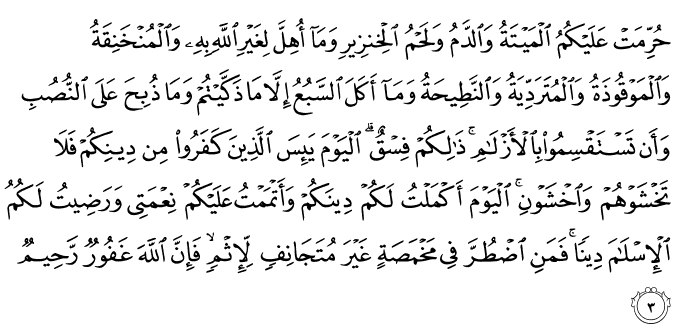 حُرِّمَتْ عَلَيْكُمُ ٱلْمَيْتَةُ وَٱلدَّمُ وَلَحْمُ ٱلْخِنزِيرِ وَمَآ أُهِلَّ لِغَيْرِ ٱللَّهِ بِهِۦ وَٱلْمُنْخَنِقَةُ
وَٱلْمَوْقُوذَةُ وَٱلْمُتَرَدِّيَةُ وَٱلنَّطِيحَةُ وَمَآ أَكَلَ ٱلسَّبُعُ إِلَّا مَا ذَكَّيْتُمْ وَمَا ذُبِحَ عَلَى ٱلنُّصُبِ
وَأَن تَسْتَقْسِمُوا۟ بِٱلْأَزْلَٰمِ ۚ ذَٰلِكُمْ فِسْقٌ ۗ ٱلْيَوْمَ يَئِسَ ٱلَّذِينَ كَفَرُوا۟ مِن دِينِكُمْ فَلَا
تَخْشَوْهُمْ وَٱخْشَوْنِ ۚ ٱلْيَوْمَ أَكْمَلْتُ لَكُمْ دِينَكُمْ وَأَتْمَمْتُ عَلَيْكُمْ نِعْمَتِى وَرَضِيتُ لَكُمُ
ٱلْإِسْلَٰمَ دِينًا ۚ فَمَنِ ٱضْطُرَّ فِى مَخْمَصَةٍ غَيْرَ مُتَجَانِفٍ لِّإِثْمٍ ۙ فَإِنَّ ٱللَّهَ غَفُورٌ رَّحِيمٌ
٣